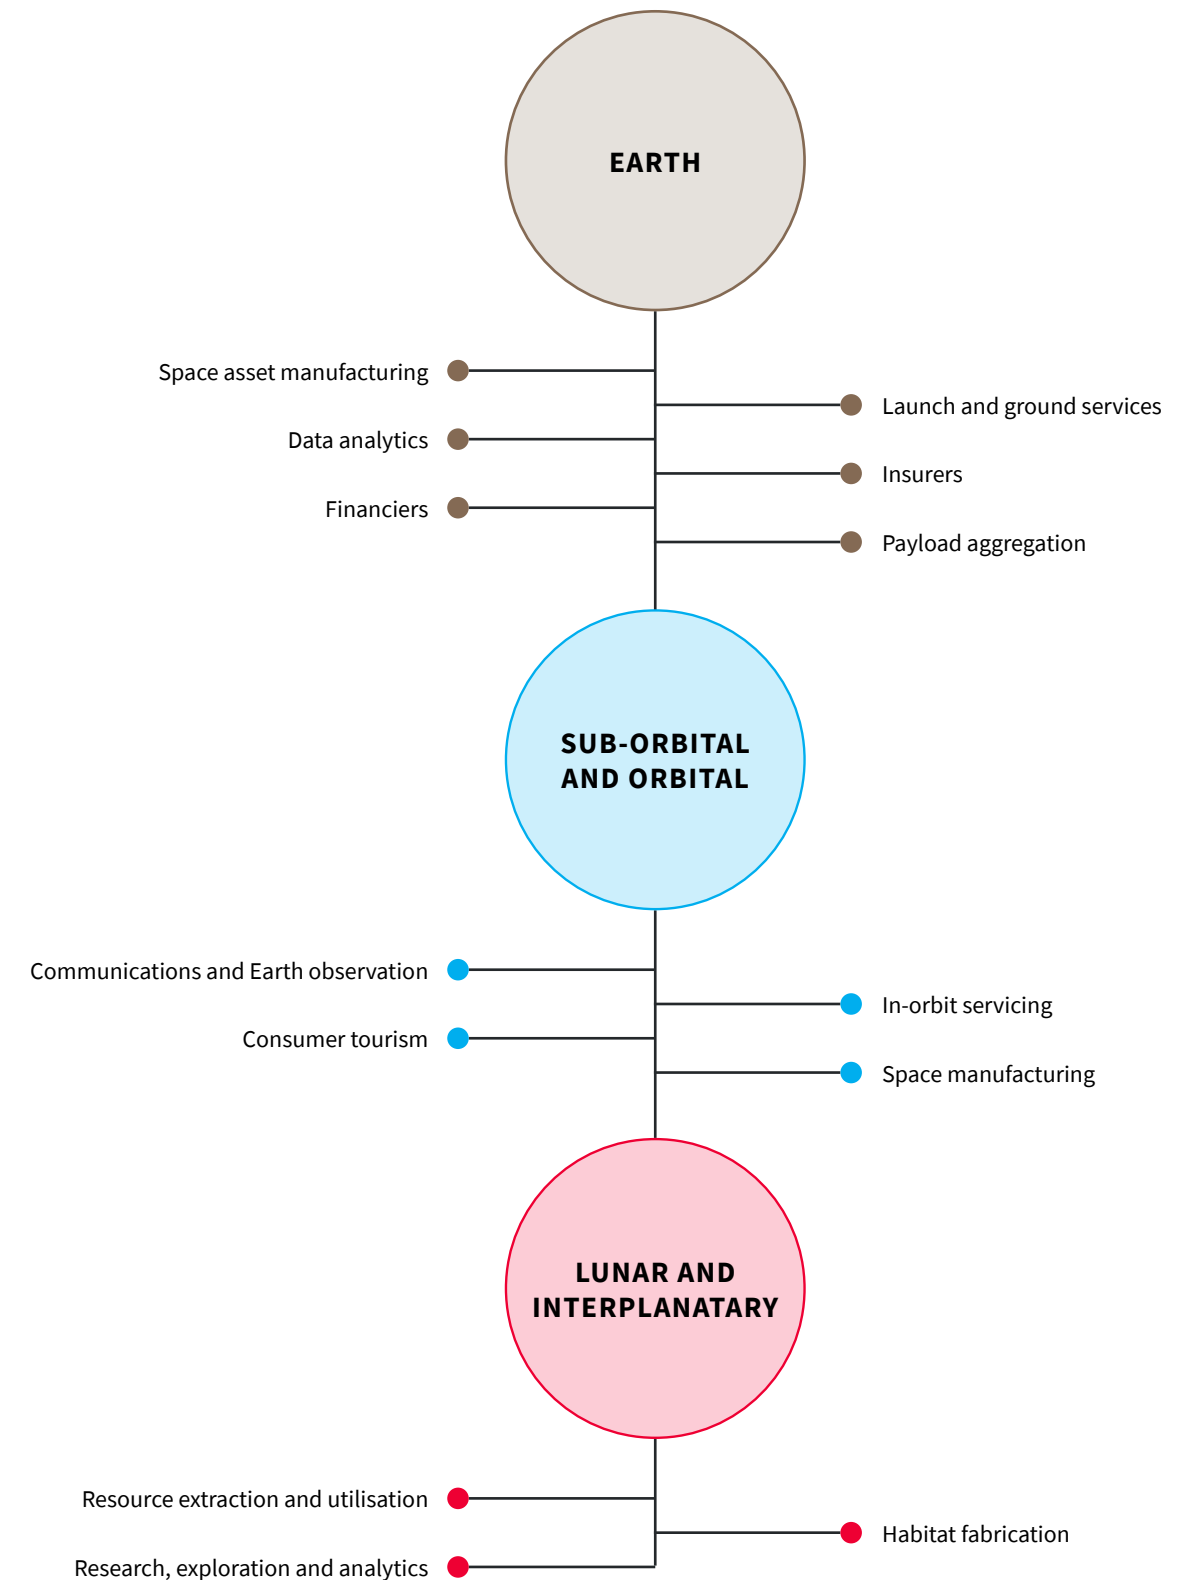 EARTH
Space asset manufacturing
Launch and ground services
Data analytics
Insurers
Financiers
Payload aggregation
SUB-ORBITAL
AND ORBITAL
Communications and Earth observation
In-orbit servicing
Consumer tourism
Space manufacturing
LUNAR AND
INTERPLANATARY
Resource extraction and utilisation
Habitat fabrication
Research, exploration and analytics